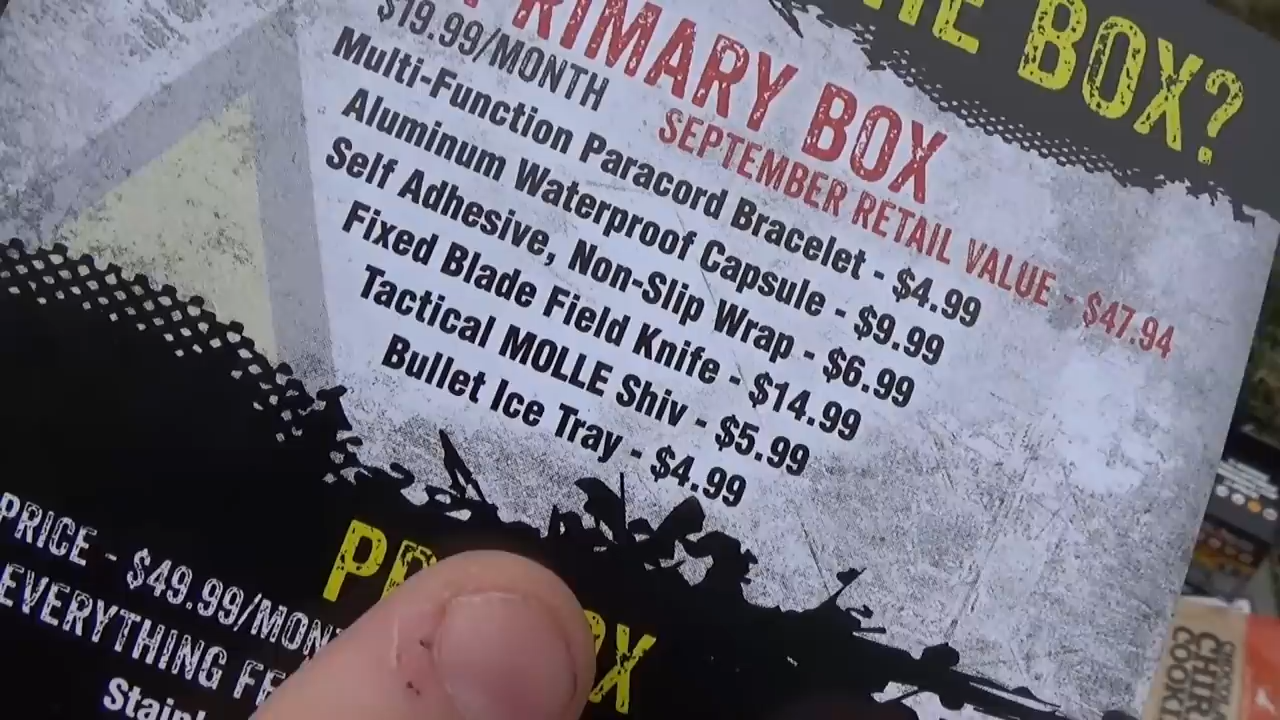 THE BOX?
PRIMARY BOX
$19.99/MONTH
SEPTEMBER RETAIL VALUE - $47.94
Multi-Function Paracord Bracelet - $4.99
Aluminum Waterproof Capsule - $9.99
Self Adhesive, Non-Slip Wrap - $6.99
Fixed Blade Field Knife - $14.99
Tactical MOLLE Shiv - $5.99
Bullet Ice Tray - $4.99
PRICE - $49.99/MON
EVERYTHING FE